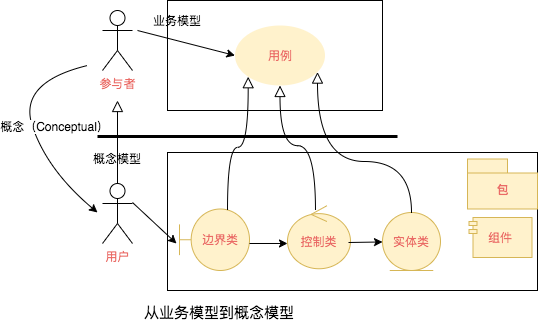 业务模型
用例
参与者
概念（Conceptual）
概念模型
包
边界类
控制类
实体类
组件
用户
从业务模型到概念模型